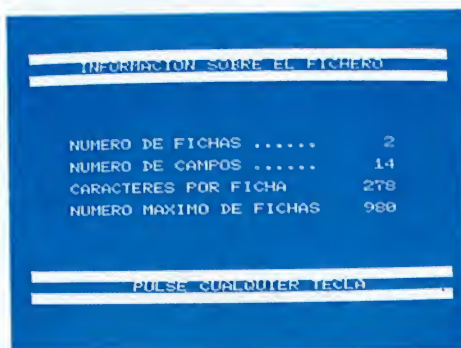 INFORMACION SOBRE EL FICHERO
NUMERO DE FICHAS ...... 2
NUMERO DE CAMPOS ...... 14
CARACTERES POR FICHA 278
NUMERO MAXIMO DE FICHAS 980
PULSE CUALQUIER TECLA